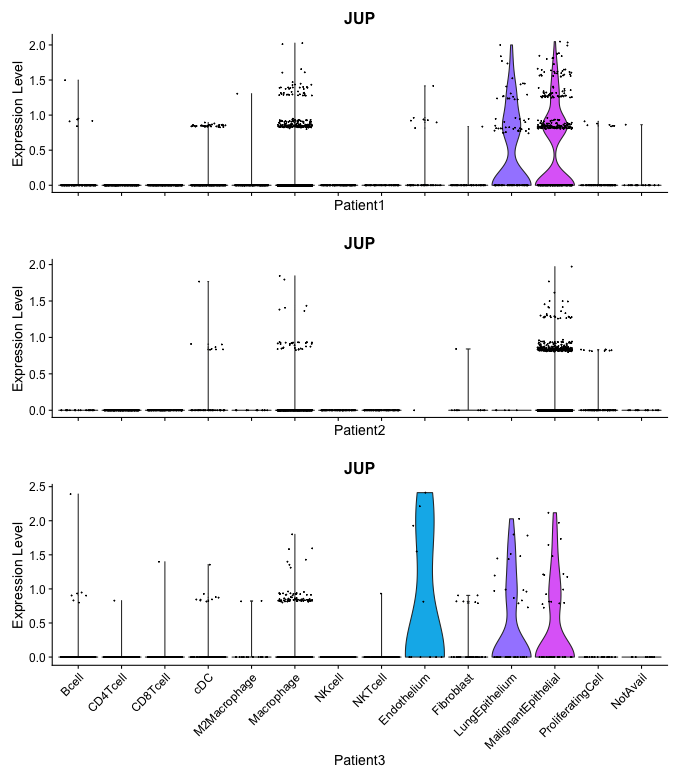 JUP
Expression Level
2.0
1.5
1.0
0.5
0.0
Patient1
JUP
Expression Level
2.0
1.5
1.0
0.5
0.0
Patient2
JUP
Expression Level
2.5
2.0
1.5
1.0
0.5
0.0
Bcell
CD4Tcell
CD8Tcell
cDC
M2Macrophage
Macrophage
NKcell
NKTcell
Endothelium
Fibroblast
LungEpithelium
MalignantEpithelial
ProliferatingCell
NotAvail
Patient3